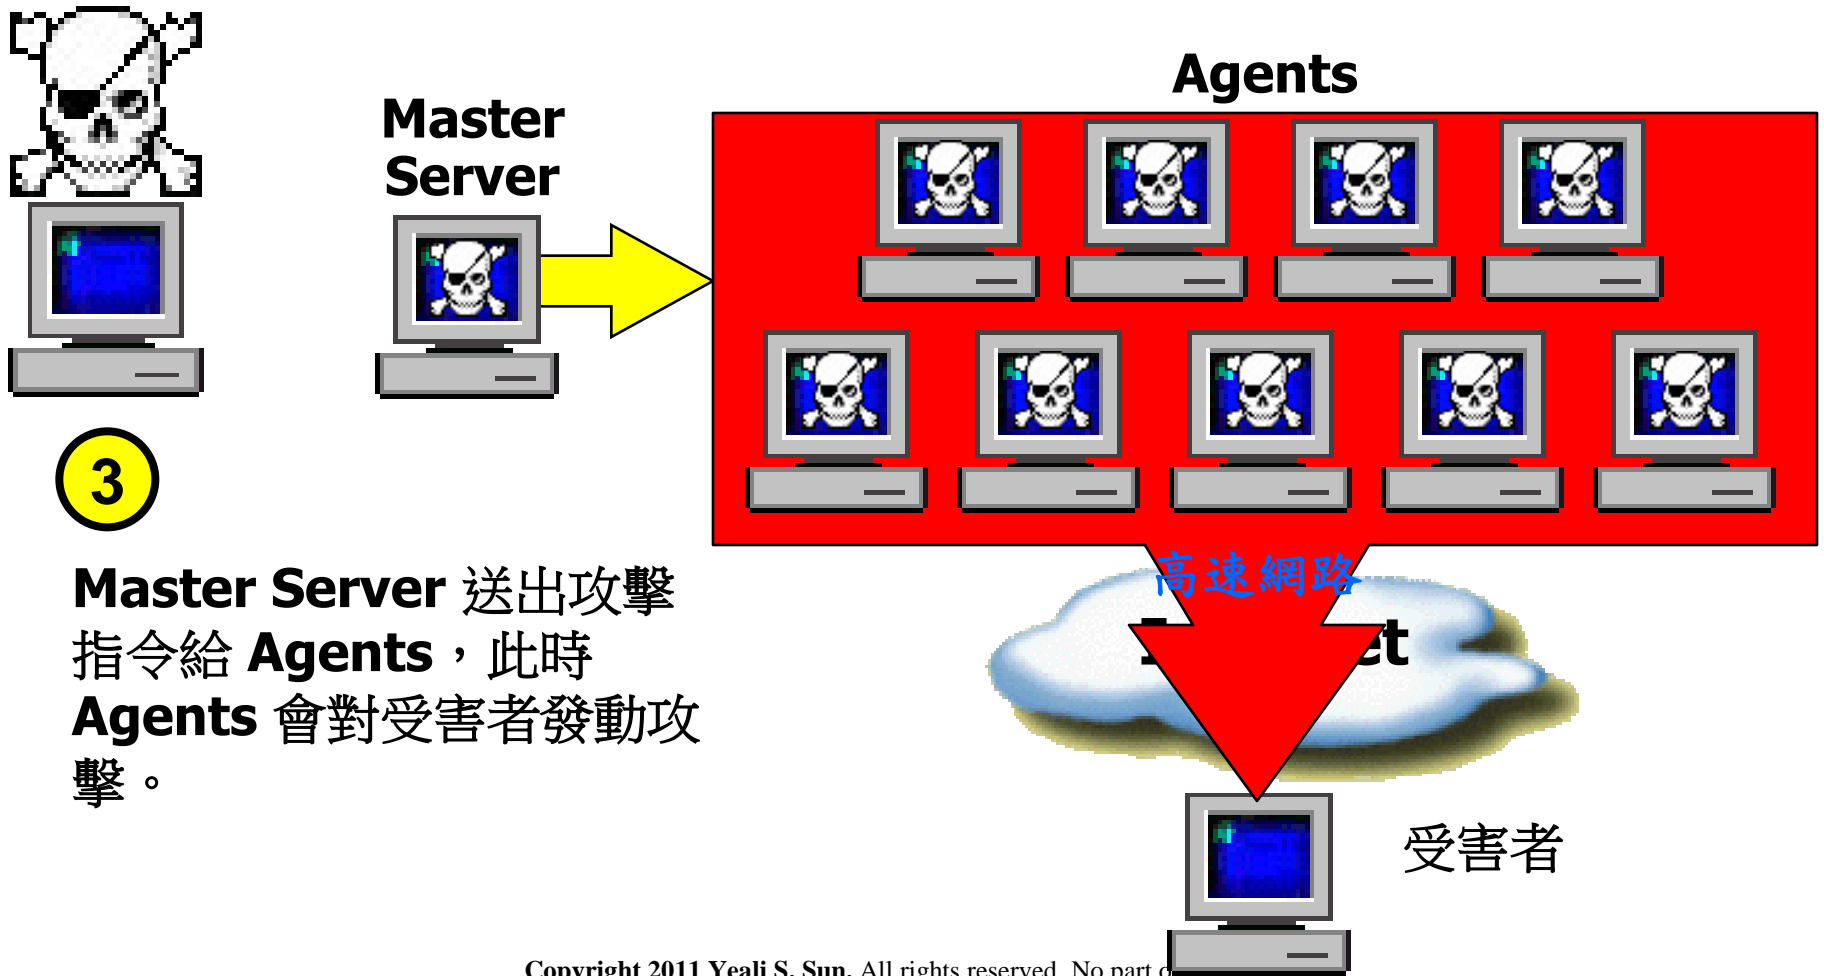 Agents
Master
Server
3
Master Server 送出攻擊
指令給 Agents，此時
Agents 會對受害者發動攻
擊。
高速網路
受害者
Copyright 2011 Yeali S. Sun. All rights reserved. No part